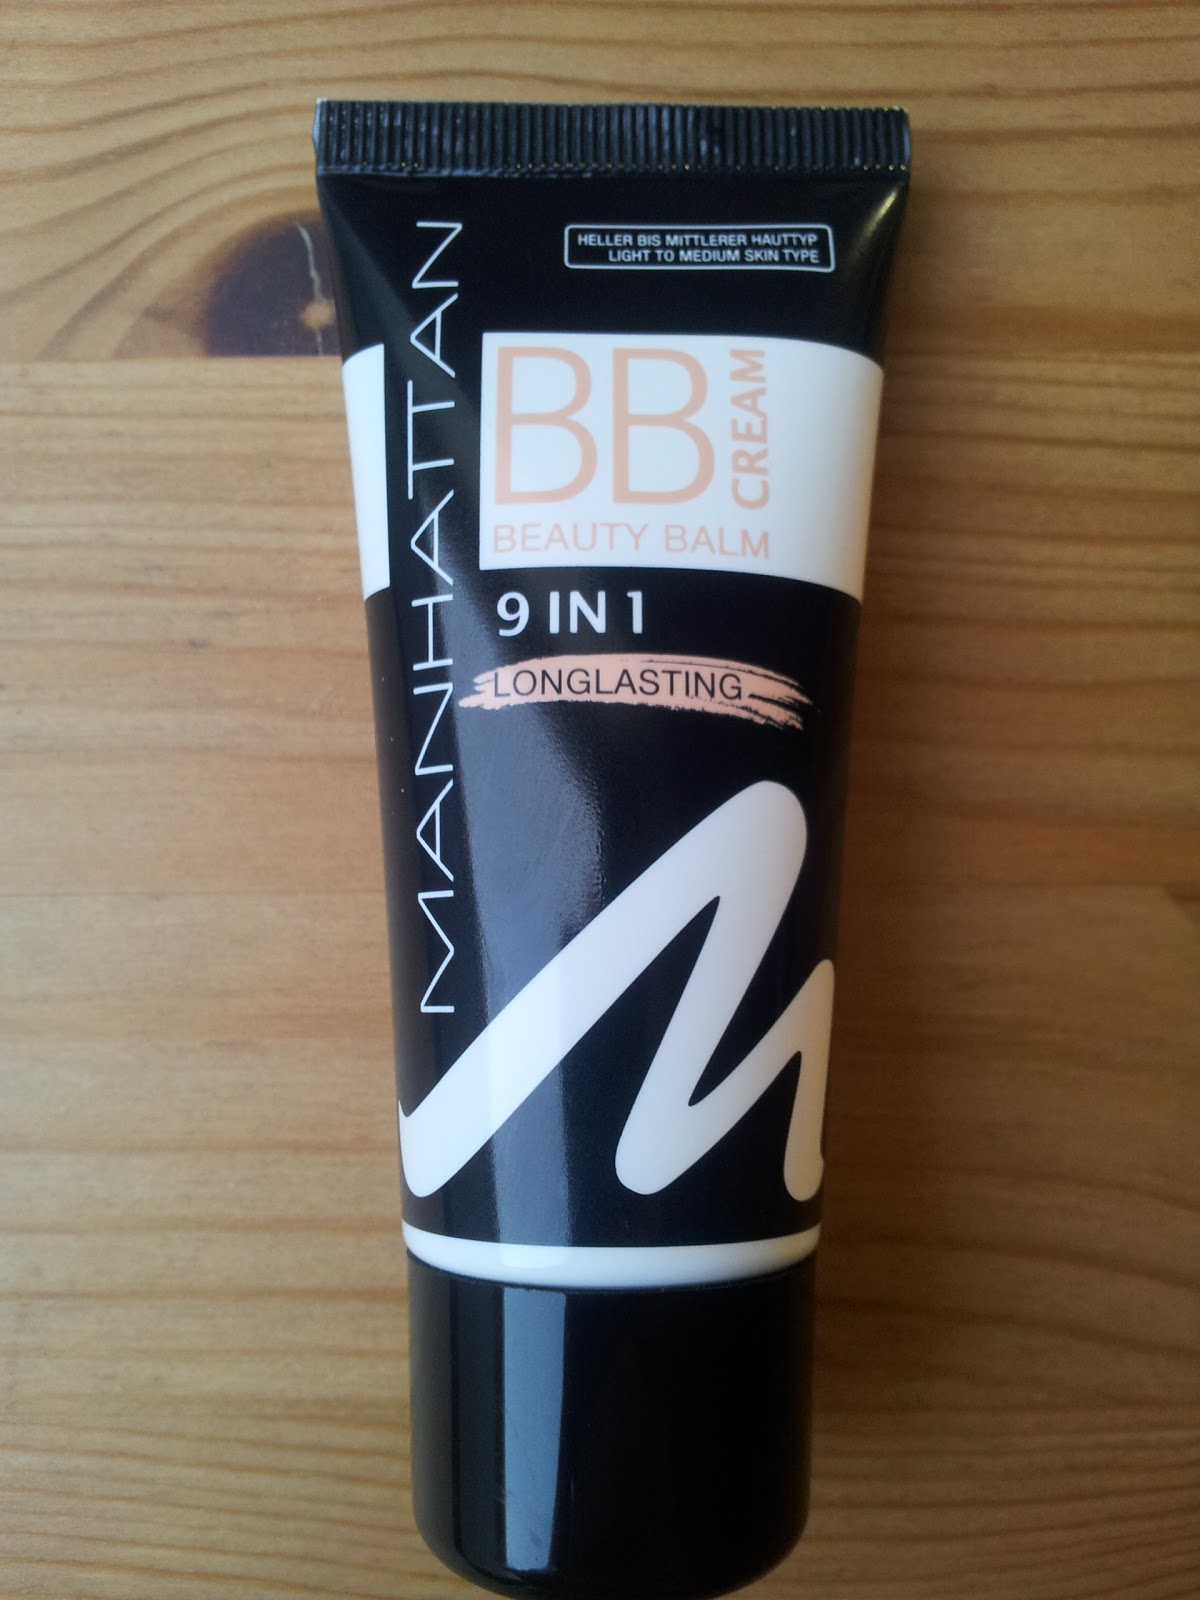 HELLER BIS MITTLERER HAUTTYP
LIGHT TO MEDIUM SKIN TYPE
MANHATTAN
BB
CREAM
BEAUTY BALM
9 IN 1
LONGLASTING